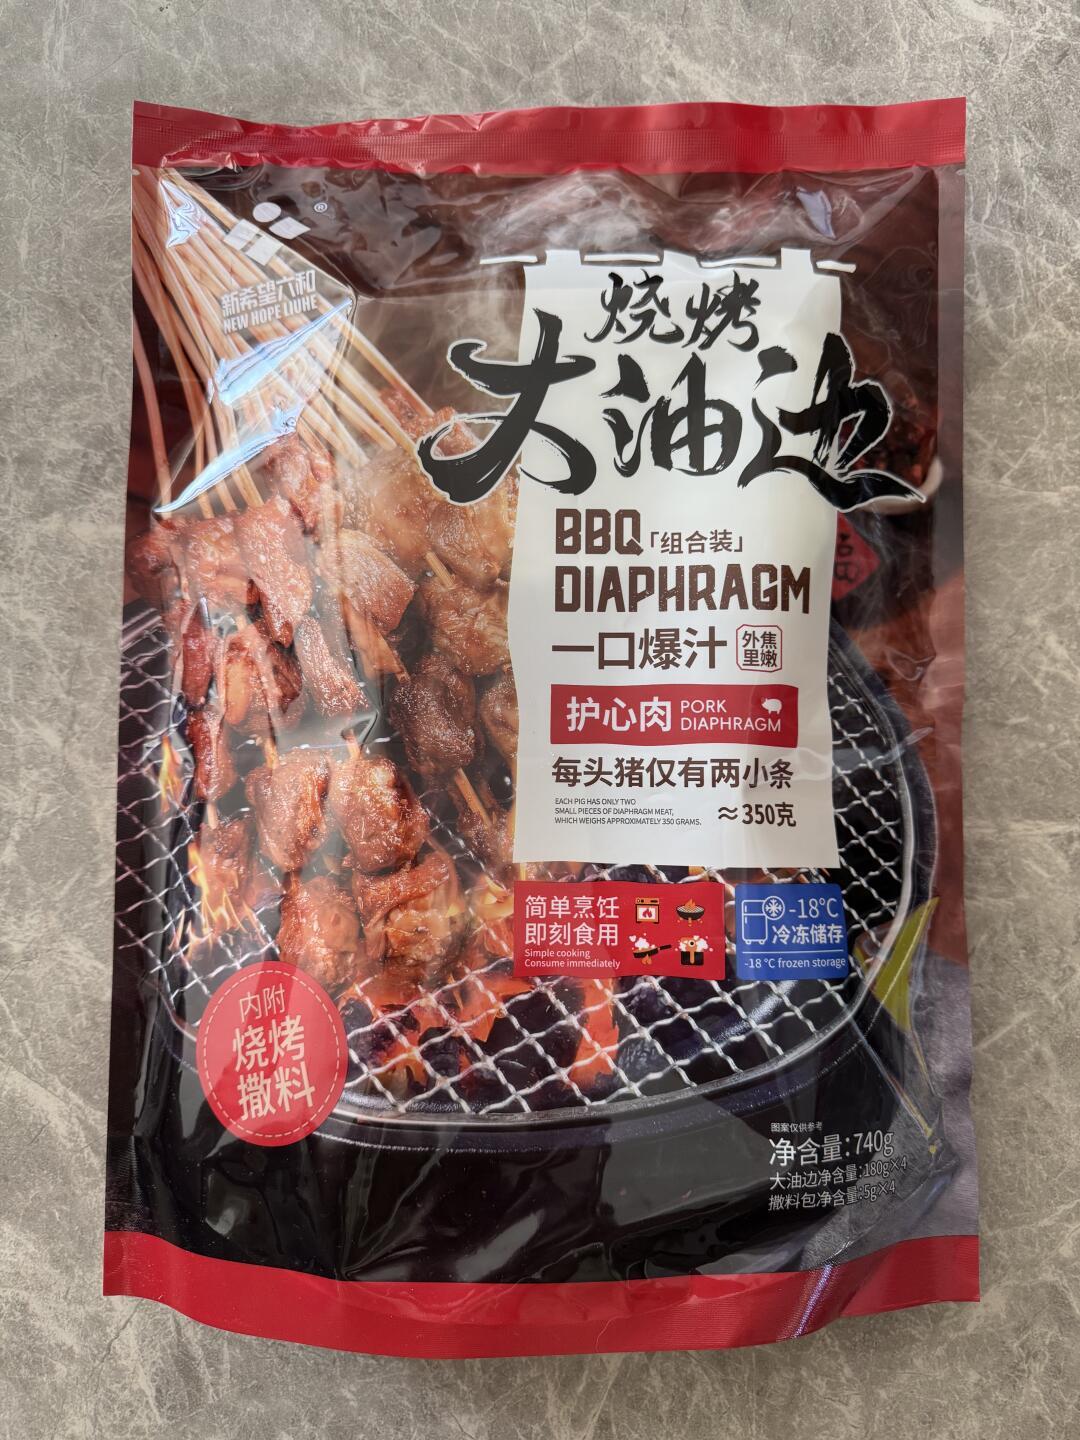 ®
新希望六和
NEW HOPE LIUHE
烧烤
大油边
BBQ「组合装」
DIAPHRAGM
一口爆汁
外焦
里嫩
护心肉
PORK
DIAPHRAGM
每头猪仅有两小条
EACH PIG HAS ONLY TWO
SMALL PIECES OF DIAPHRAGM MEAT,
WHICH WEIGHS APPROXIMATELY 350 GRAMS.
≈350克
简单烹饪
即刻食用
Simple cooking
Consume immediately
-18°C
冷冻储存
-18 °C frozen storage
内附
烧烤
撒料
图案仅供参考
净含量:740g
大油边净含量:180g×4
撒料包净含量:5g×4